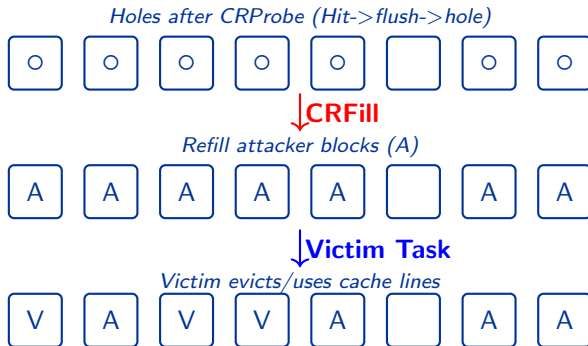 Holes after CRProbe (Hit->flush->hole)
○ ○ ○ ○ ○ ○ ○
CRFill
Refill attacker blocks (A)
A A A A A A A
Victim Task
Victim evicts/uses cache lines
V A V V A A A